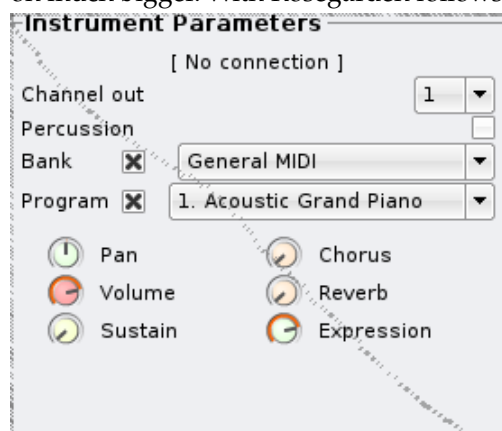 Instrument Parameters
[ No connection ]
Channel out 1
Percussion
Bank General MIDI
Program 1. Acoustic Grand Piano
Pan Chorus
Volume Reverb
Sustain Expression